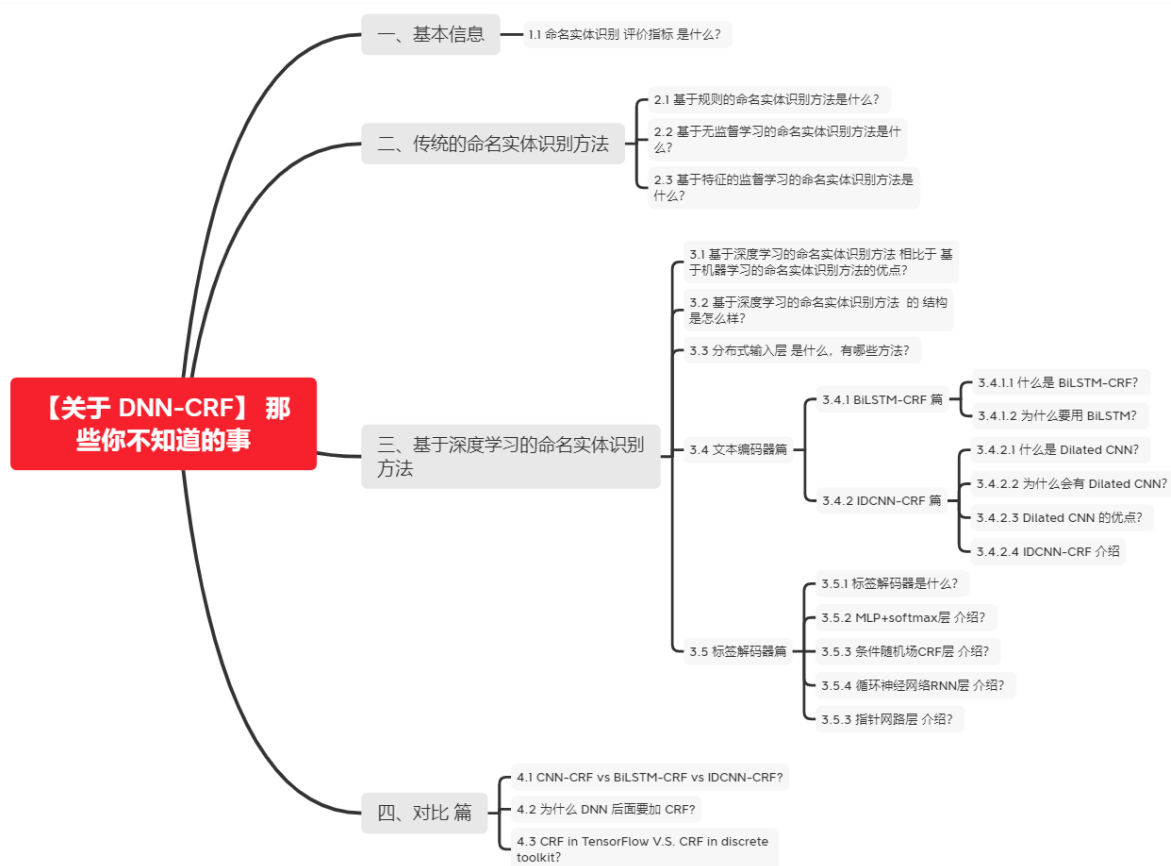 【关于 DNN-CRF】 那
些你不知道的事
一、基本信息
1.1 命名实体识别 评价指标 是什么？
二、传统的命名实体识别方法
2.1 基于规则的命名实体识别方法是什么？
2.2 基于无监督学习的命名实体识别方法是什
么？
2.3 基于特征的监督学习的命名实体识别方法是
什么？
三、基于深度学习的命名实体识别
方法
3.1 基于深度学习的命名实体识别方法 相比于 基
于机器学习的命名实体识别方法的优点？
3.2 基于深度学习的命名实体识别方法 的 结构
是怎么样？
3.3 分布式输入层 是什么，有哪些方法？
3.4 文本编码器篇
3.4.1 BiLSTM-CRF 篇
3.4.1.1 什么是 BiLSTM-CRF？
3.4.1.2 为什么要用 BiLSTM？
3.4.2 IDCNN-CRF 篇
3.4.2.1 什么是 Dilated CNN？
3.4.2.2 为什么会有 Dilated CNN？
3.4.2.3 Dilated CNN 的优点？
3.4.2.4 IDCNN-CRF 介绍
3.5 标签解码器篇
3.5.1 标签解码器是什么？
3.5.2 MLP+softmax层 介绍？
3.5.3 条件随机场CRF层 介绍？
3.5.4 循环神经网络RNN层 介绍？
3.5.3 指针网路层 介绍？
四、对比 篇
4.1 CNN-CRF vs BiLSTM-CRF vs IDCNN-CRF?
4.2 为什么 DNN 后面要加 CRF？
4.3 CRF in TensorFlow V.S. CRF in discrete
toolkit？